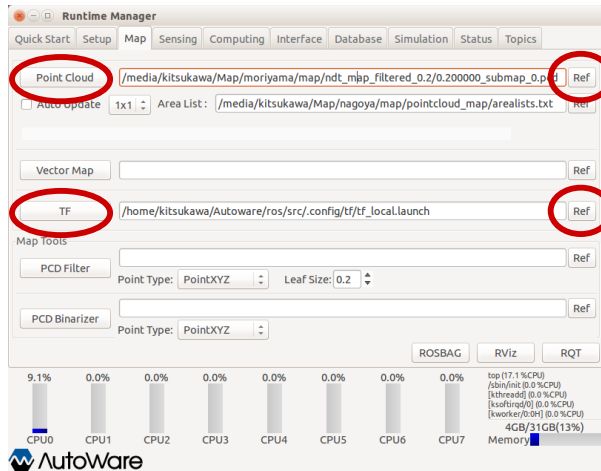 Runtime Manager
Quick Start Setup Map Sensing Computing Interface Database Simulation Status Topics
Point Cloud /media/kitsukawa/Map/moriyama/map/ndt_map_filtered_0.2/0.200000_submap_0.pcd Ref
Auto Update 1x1 Area List : /media/kitsukawa/Map/nagoya/map/pointcloud_map/arealists.txt Ref
Vector Map Ref
TF /home/kitsukawa/Autoware/ros/src/.config/tf/tf_local.launch Ref
Map Tools
PCD Filter Ref
Point Type: PointXYZ Leaf Size: 0.2
PCD Binarizer Ref
Point Type: PointXYZ
ROSBAG RViz RQT
9.1% 0.0% 0.0% 0.0% 0.0% 0.0% 0.0% 0.0%
top (17.1 %CPU)
/sbin/init (0.0 %CPU)
[kthreadd] (0.0 %CPU)
[ksoftirqd/0] (0.0 %CPU)
[kworker/0:0H] (0.0 %CPU)
4GB/31GB(13%)
CPU0 CPU1 CPU2 CPU3 CPU4 CPU5 CPU6 CPU7 Memory
AutoWare